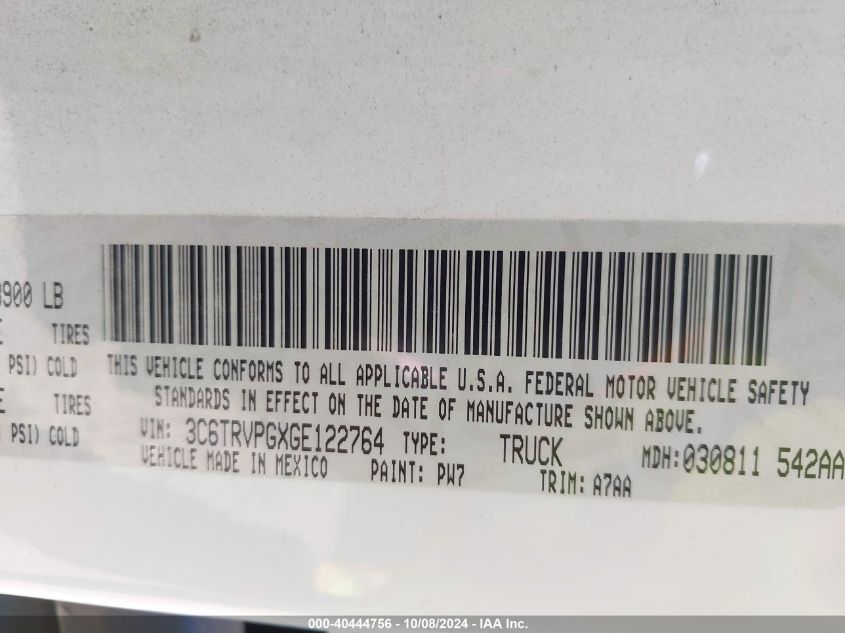 900 LB
TIRES
PSI) COLD
TIRES
PSI) COLD
THIS VEHICLE CONFORMS TO ALL APPLICABLE U.S.A. FEDERAL MOTOR VEHICLE SAFETY
STANDARDS IN EFFECT ON THE DATE OF MANUFACTURE SHOWN ABOVE.
VIN: 3C6TRVPGXGE122764 TYPE: TRUCK MDH:030811 542AA
VEHICLE MADE IN MEXICO PAINT: PW7 TRIM: A7AA
000-40444756 - 10/08/2024 - IAA Inc.